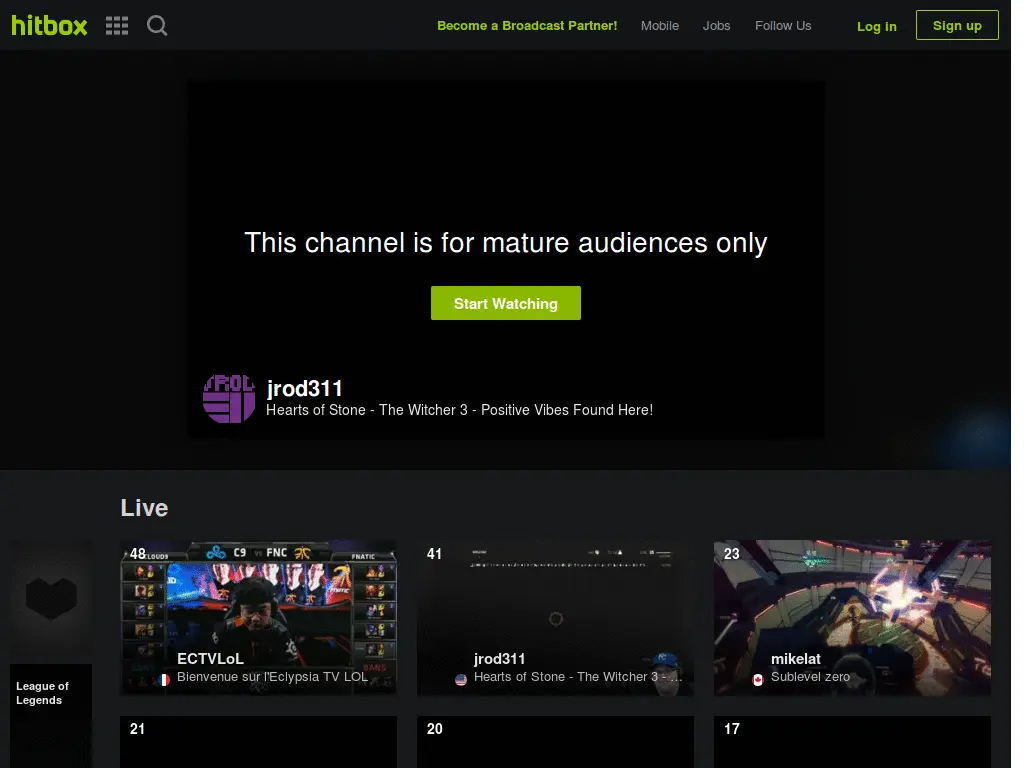 hitbox
Become a Broadcast Partner!
Mobile
Jobs
Follow Us
Log in
Sign up
This channel is for mature audiences only
Start Watching
jrod311
Hearts of Stone - The Witcher 3 - Positive Vibes Found Here!
Live
48
CLOUD9
C9 vs FNC
FNATIC
BANS
ECTVLoL
Bienvenue sur l'Eclypsia TV LOL
41
jrod311
Hearts of Stone - The Witcher 3 - ...
23
mikelat
Sublevel zero
League of
Legends
21
20
17